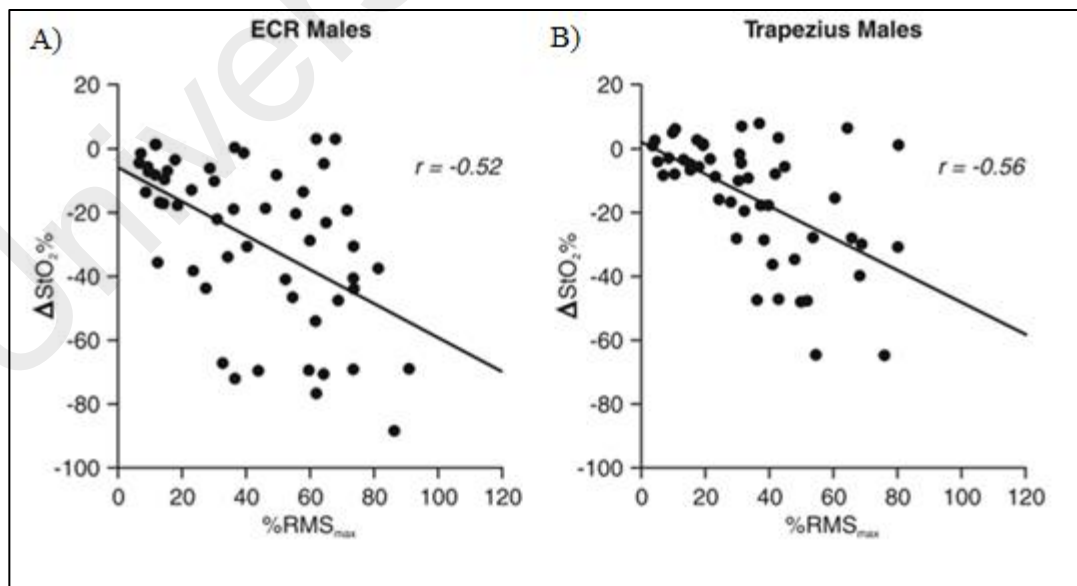 A)
ECR Males
20
0
-20
-40
-60
-80
-100
ΔStO₂%
r = -0.52
0 20 40 60 80 100 120
%RMSmax
B)
Trapezius Males
20
0
-20
-40
-60
-80
-100
ΔStO₂%
r = -0.56
0 20 40 60 80 100 120
%RMSmax